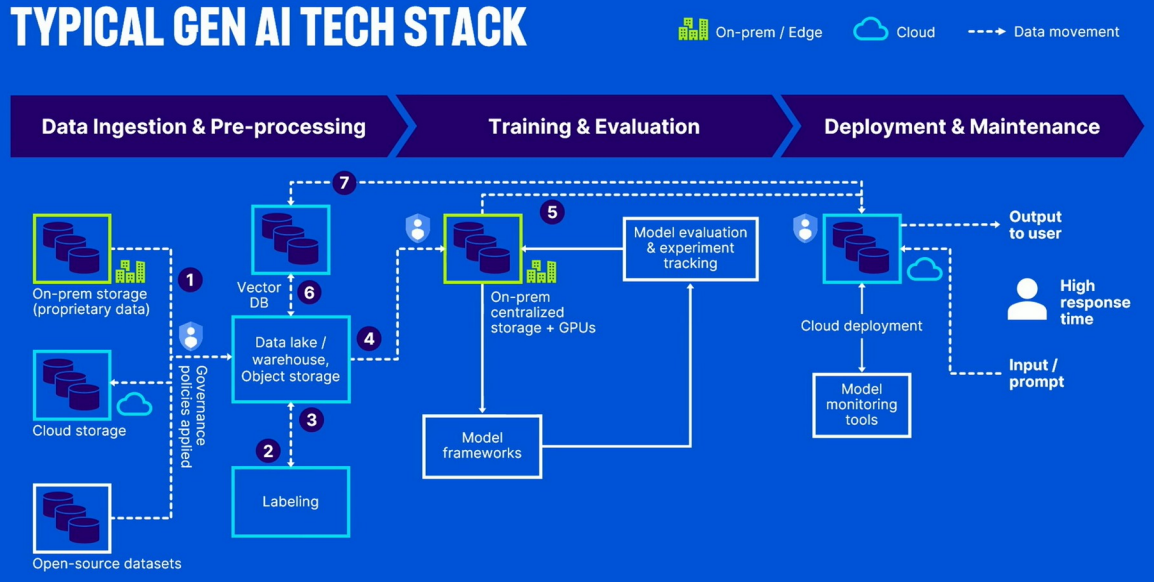 TYPICAL GEN AI TECH STACK
On-prem / Edge
Cloud
Data movement
Data Ingestion & Pre-processing
Training & Evaluation
Deployment & Maintenance
7
5
1
On-prem storage
(proprietary data)
Vector
DB
6
Governance
policies applied
Data lake /
warehouse,
Object storage
4
Cloud storage
3
2
Labeling
Open-source datasets
On-prem
centralized
storage + GPUs
Model evaluation
& experiment
tracking
Model
frameworks
Cloud deployment
Model
monitoring
tools
Output
to user
High
response
time
Input /
prompt